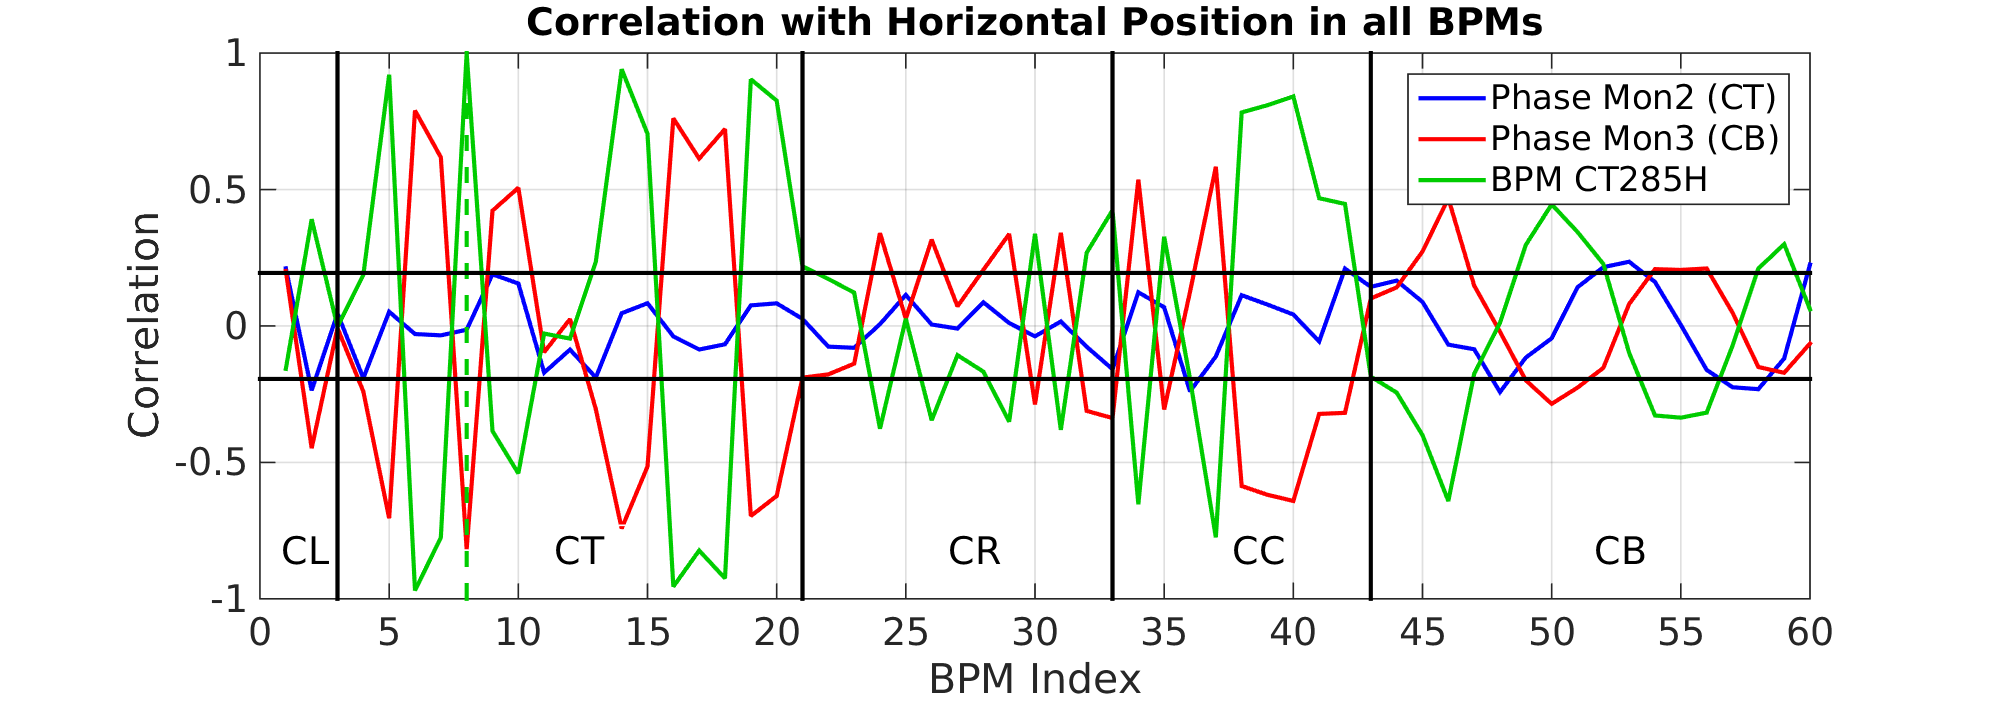 Correlation with Horizontal Position in all BPMs
1
0.5
0
-0.5
-1
Correlation
Phase Mon2 (CT)
Phase Mon3 (CB)
BPM CT285H
CL
CT
CR
CC
CB
0 5 10 15 20 25 30 35 40 45 50 55 60
BPM Index